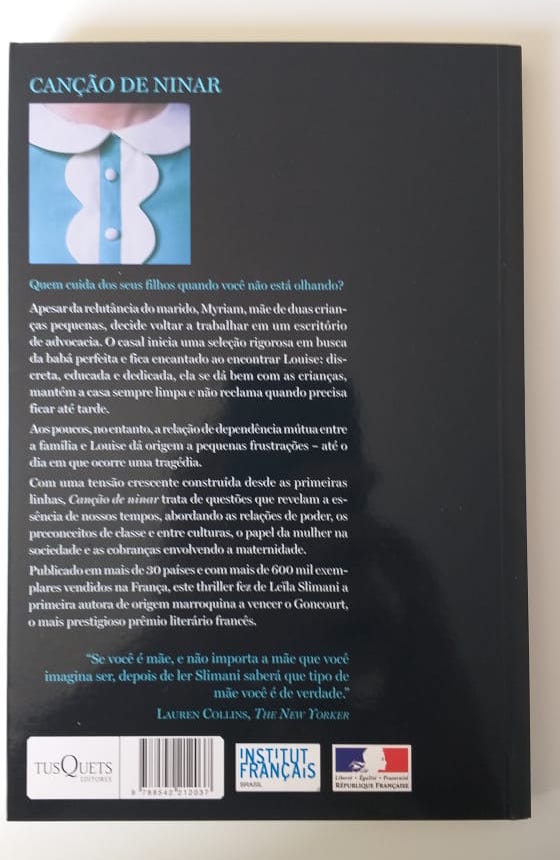 CANÇÃO DE NINAR
Quem cuida dos seus filhos quando você não está olhando?
Apesar da relutância do marido, Myriam, mãe de duas crian-
ças pequenas, decide voltar a trabalhar em um escritório
de advocacia. O casal inicia uma seleção rigorosa em busca
da babá perfeita e fica encantado ao encontrar Louise: dis-
creta, educada e dedicada, ela se dá bem com as crianças,
mantém a casa sempre limpa e não reclama quando precisa
ficar até tarde.
Aos poucos, no entanto, a relação de dependência mútua entre
a família e Louise dá origem a pequenas frustrações – até o
dia em que ocorre uma tragédia.
Com uma tensão crescente construída desde as primeiras
linhas, Canção de ninar trata de questões que revelam a es-
sência de nossos tempos, abordando as relações de poder, os
preconceitos de classe e entre culturas, o papel da mulher na
sociedade e as cobranças envolvendo a maternidade.
Publicado em mais de 30 países e com mais de 600 mil exem-
plares vendidos na França, este thriller fez de Leïla Slimani a
primeira autora de origem marroquina a vencer o Goncourt,
o mais prestigioso prêmio literário francês.
"Se você é mãe, e não importa a mãe que você
imagina ser, depois de ler Slimani saberá que tipo de
mãe você é de verdade."
LAUREN COLLINS, THE NEW YORKER
TUSQUETS
EDITORES
9 788542 212037
INSTITUT
FRANÇAIS
BRASIL
Liberté • Égalité • Fraternité
RÉPUBLIQUE FRANÇAISE